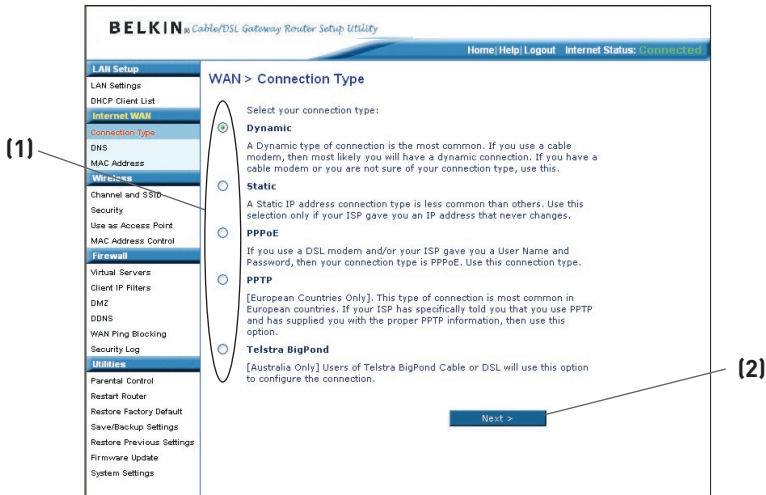 BELKIN® Cable/DSL Gateway Router Setup Utility
Home|Help|Logout Internet Status: Connected
LAN Setup
LAN Settings
DHCP Client List
Internet WAN
Connection Type
DNS
MAC Address
Wireless
Channel and SSID
Security
Use as Access Point
MAC Address Control
Firewall
Virtual Servers
Client IP Filters
DMZ
DDNS
WAN Ping Blocking
Security Log
Utilities
Parental Control
Restart Router
Restore Factory Default
Save/Backup Settings
Restore Previous Settings
Firmware Update
System Settings
WAN > Connection Type
Select your connection type:
Dynamic
A Dynamic type of connection is the most common. If you use a cable
modem, then most likely you will have a dynamic connection. If you have a
cable modem or you are not sure of your connection type, use this.
Static
A Static IP address connection type is less common than others. Use this
selection only if your ISP gave you an IP address that never changes.
PPPoE
If you use a DSL modem and/or your ISP gave you a User Name and
Password, then your connection type is PPPoE. Use this connection type.
PPTP
[European Countries Only]. This type of connection is most common in
European countries. If your ISP has specifically told you that you use PPTP
and has supplied you with the proper PPTP information, then use this
option.
Telstra BigPond
[Australia Only] Users of Telstra BigPond Cable or DSL will use this option
to configure the connection.
Next >
(1)
(2)